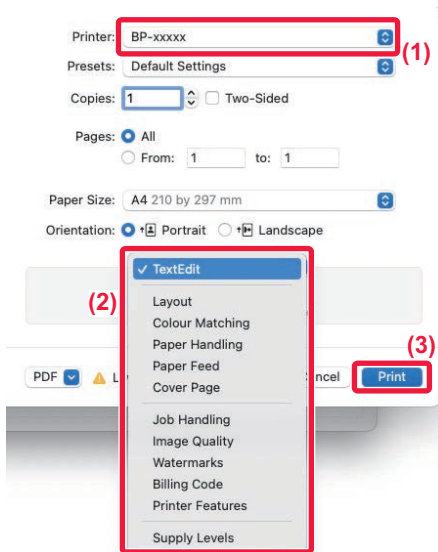 Printer: BP-xxxxx
(1)
Presets: Default Settings
Copies: 1 Two-Sided
Pages: All
From: 1 to: 1
Paper Size: A4 210 by 297 mm
Orientation: Portrait Landscape
✓ TextEdit
(2)
Layout
Colour Matching
Paper Handling
Paper Feed
Cover Page
(3)
PDF L ncel Print
Job Handling
Image Quality
Watermarks
Billing Code
Printer Features
Supply Levels